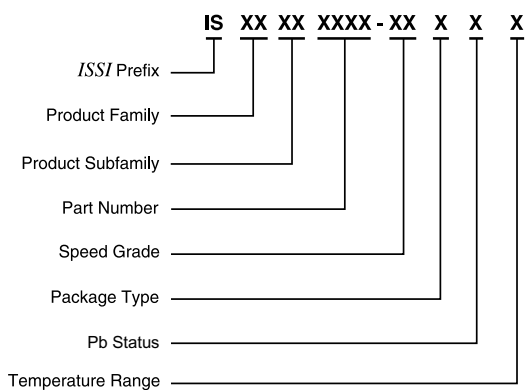 IS XX XX XXXX - XX X X X
ISSI Prefix
Product Family
Product Subfamily
Part Number
Speed Grade
Package Type
Pb Status
Temperature Range